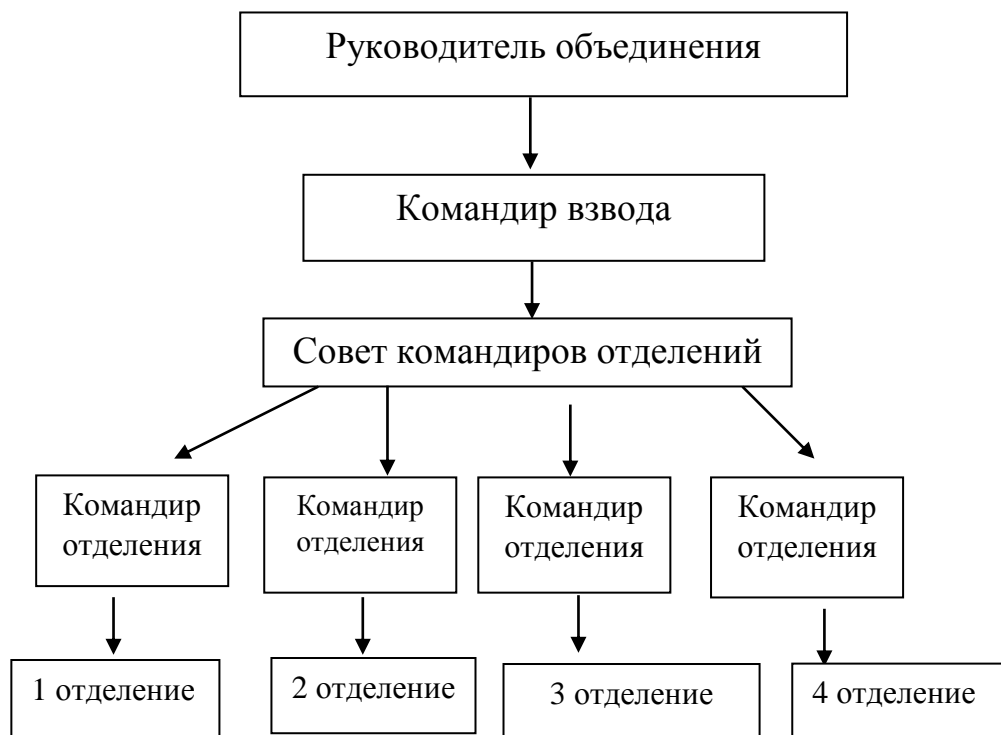 Руководитель объединения
Командир взвода
Совет командиров отделений
Командир
отделения
Командир
отделения
Командир
отделения
Командир
отделения
1 отделение
2 отделение
3 отделение
4 отделение